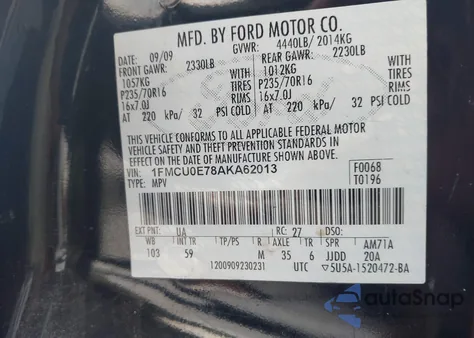 MFD. BY FORD MOTOR CO.
DATE: 09/09 GVWR: 4440LB/ 2014KG
FRONT GAWR: 2330LB REAR GAWR: 2230LB
1057KG WITH 1012KG WITH
P235/70R16 TIRES P235/70R16 TIRES
16x7.0J RIMS 16x7.0J RIMS
AT 220 kPa/ 32 PSI COLD AT 220 kPa/ 32 PSI COLD
THIS VEHICLE CONFORMS TO ALL APPLICABLE FEDERAL MOTOR
VEHICLE SAFETY AND THEFT PREVENTION STANDARDS IN EFFECT ON THE
DATE OF MANUFACTURE SHOWN ABOVE.
VIN: 1FMCU0E78AKA62013 F0068
TYPE: MPV T0196
EXT PNT: UA RC: 27 DSO:
WB INT TR TP/PS R AXLE TR SPR AM71A
103 59 M 35 6 JJDD 20A
1200909230231 UTC ▽5U5A-1520472-BA
autoSnap